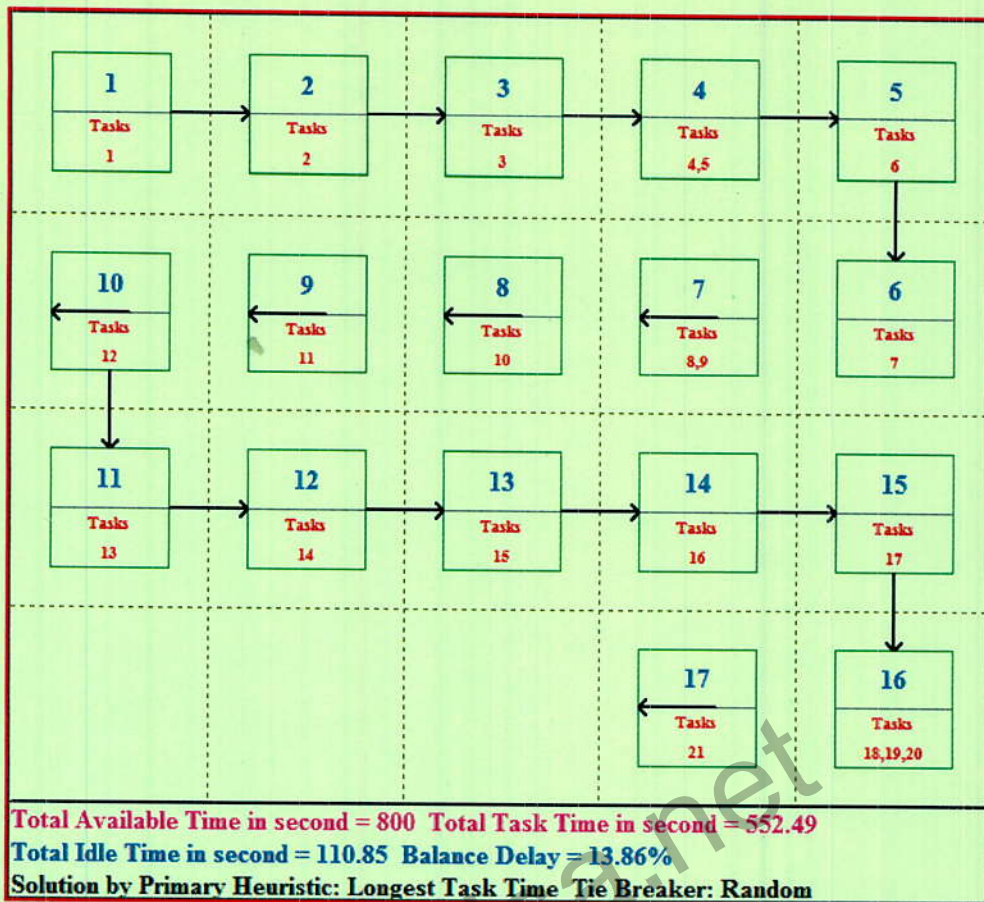 1
Tasks
1
2
Tasks
2
3
Tasks
3
4
Tasks
4,5
5
Tasks
6
10
Tasks
12
9
Tasks
11
8
Tasks
10
7
Tasks
8,9
6
Tasks
7
11
Tasks
13
12
Tasks
14
13
Tasks
15
14
Tasks
16
15
Tasks
17
17
Tasks
21
16
Tasks
18,19,20
Total Available Time in second = 800 Total Task Time in second = 552.49
Total Idle Time in second = 110.85 Balance Delay = 13.86%
Solution by Primary Heuristic: Longest Task Time Tie Breaker: Random
a.net